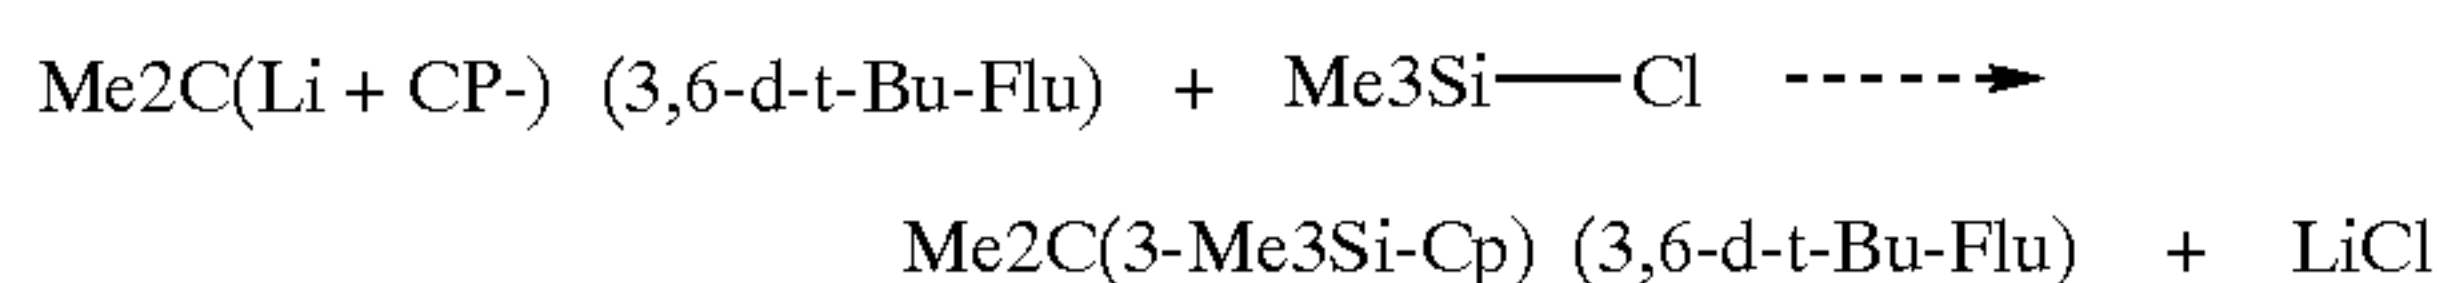 Me2C(Li + CP-) (3,6-d-t-Bu-Flu) + Me3Si—Cl ------➤
Me2C(3-Me3Si-Cp) (3,6-d-t-Bu-Flu) + LiCl